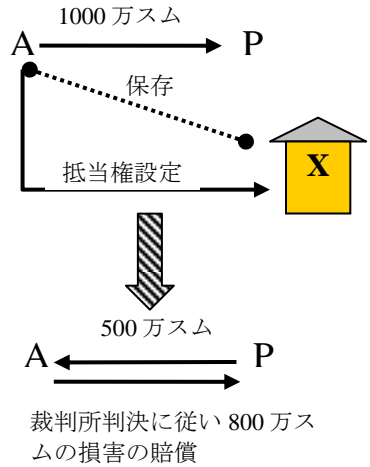 1000 万スム
A P
保存
X
抵当権設定
500 万スム
A P
裁判所判決に従い 800 万ス
ムの損害の賠償